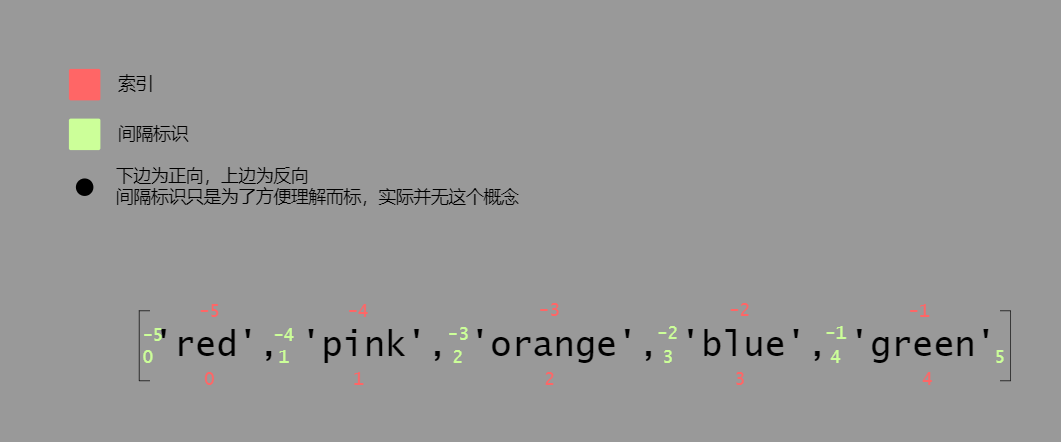 索引
间隔标识
下边为正向，上边为反向
间隔标识只是为了方便理解而标，实际并无这个概念
-5 -4 -3 -2 -1
-5 -4 -3 -2 -1
'red','pink','orange','blue','green'
0 1 2 3 4 5
0 1 2 3 4